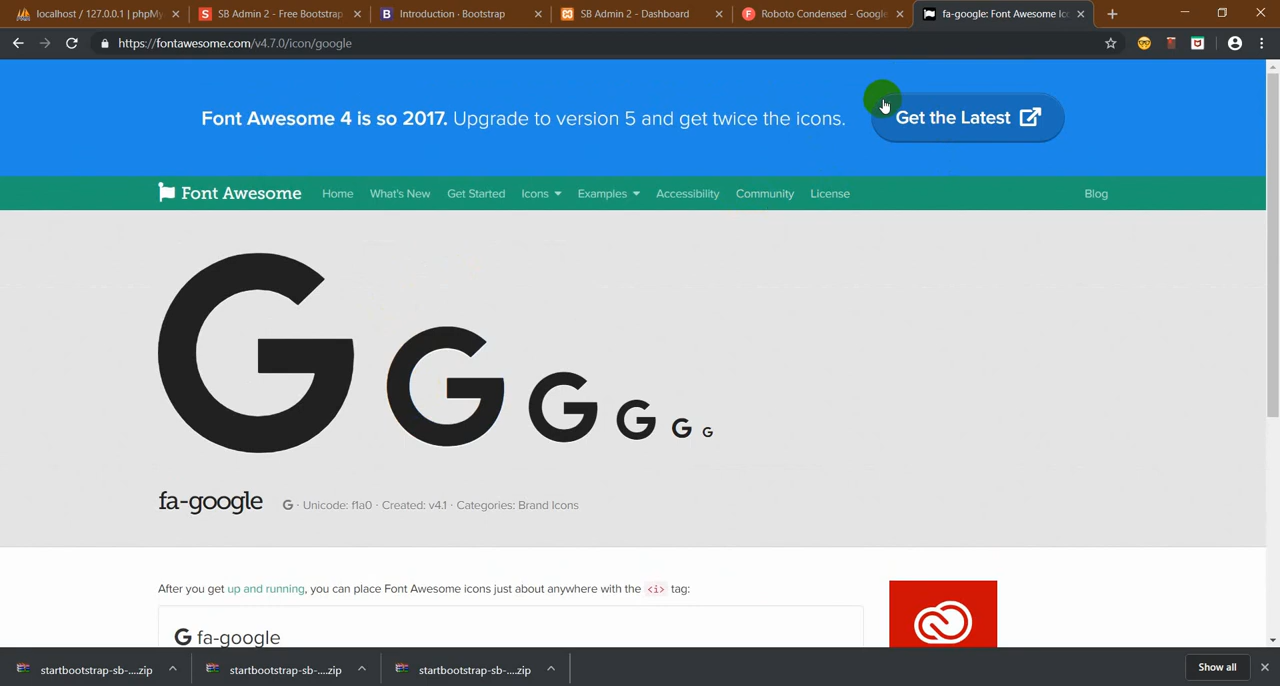 localhost / 127.0.0.1 | phpMy
SB Admin 2 - Free Bootstrap
Introduction · Bootstrap
SB Admin 2 - Dashboard
Roboto Condensed - Google
fa-google: Font Awesome Ic
https://fontawesome.com/v4.7.0/icon/google
Font Awesome 4 is so 2017. Upgrade to version 5 and get twice the icons.
Get the Latest
Font Awesome
Home
What's New
Get Started
Icons
Examples
Accessibility
Community
License
Blog
fa-google
Unicode: f1a0 · Created: v4.1 · Categories: Brand Icons
After you get up and running, you can place Font Awesome icons just about anywhere with the <i> tag:
fa-google
startbootstrap-sb-....zip
startbootstrap-sb-....zip
startbootstrap-sb-....zip
Show all